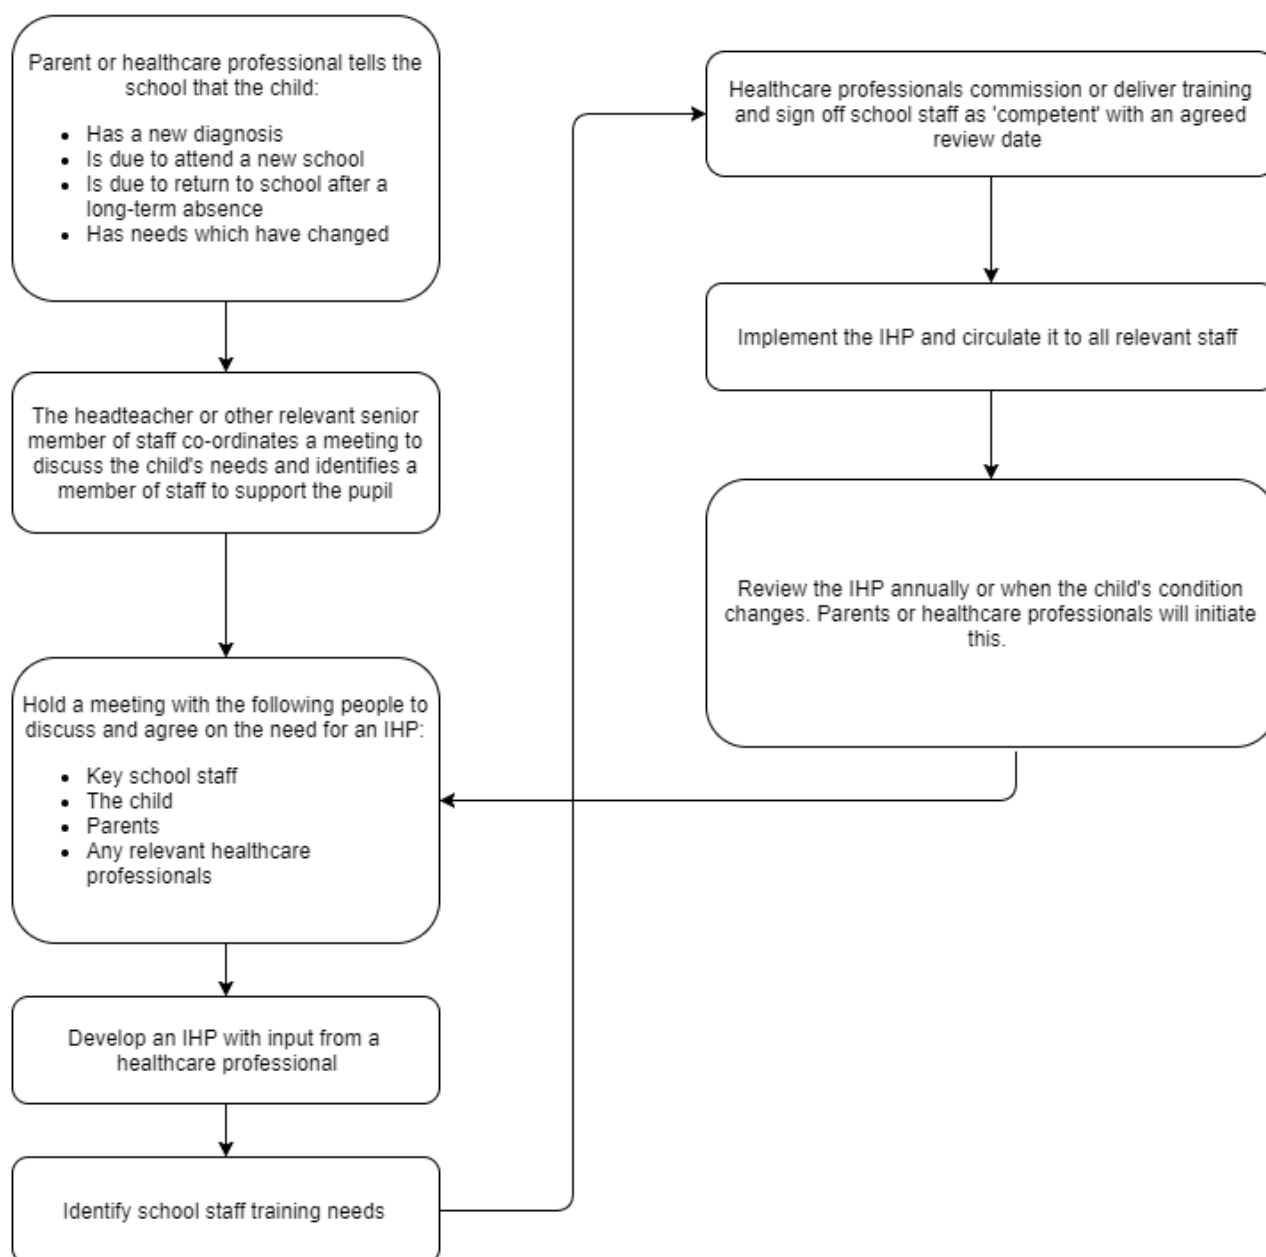 Parent or healthcare professional tells the
school that the child:
• Has a new diagnosis
• Is due to attend a new school
• Is due to return to school after a
long-term absence
• Has needs which have changed
The headteacher or other relevant senior
member of staff co-ordinates a meeting to
discuss the child's needs and identifies a
member of staff to support the pupil
Hold a meeting with the following people to
discuss and agree on the need for an IHP:
• Key school staff
• The child
• Parents
• Any relevant healthcare
professionals
Develop an IHP with input from a
healthcare professional
Identify school staff training needs
Healthcare professionals commission or deliver training
and sign off school staff as 'competent' with an agreed
review date
Implement the IHP and circulate it to all relevant staff
Review the IHP annually or when the child's condition
changes. Parents or healthcare professionals will initiate
this.